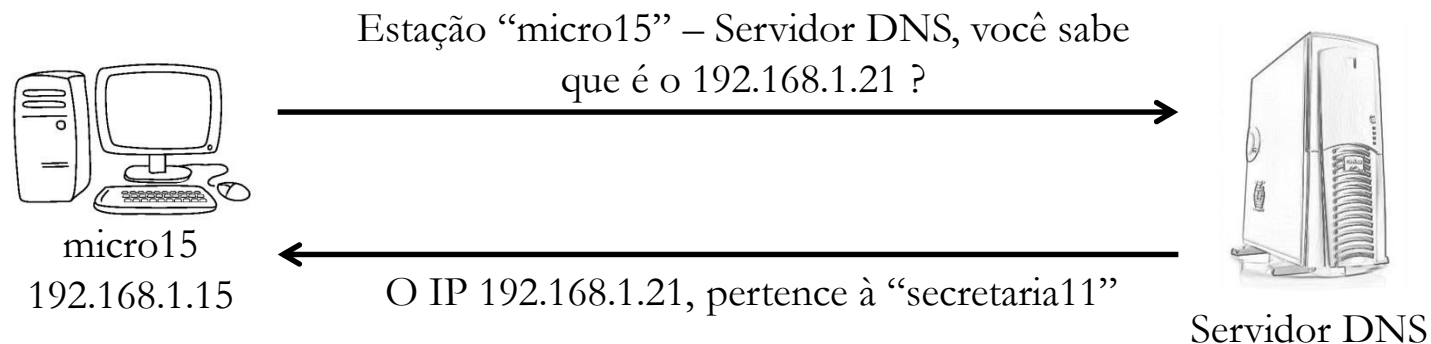 Estação “micro15” – Servidor DNS, você sabe
que é o 192.168.1.21 ?
micro15
192.168.1.15
O IP 192.168.1.21, pertence à “secretaria11”
Servidor DNS